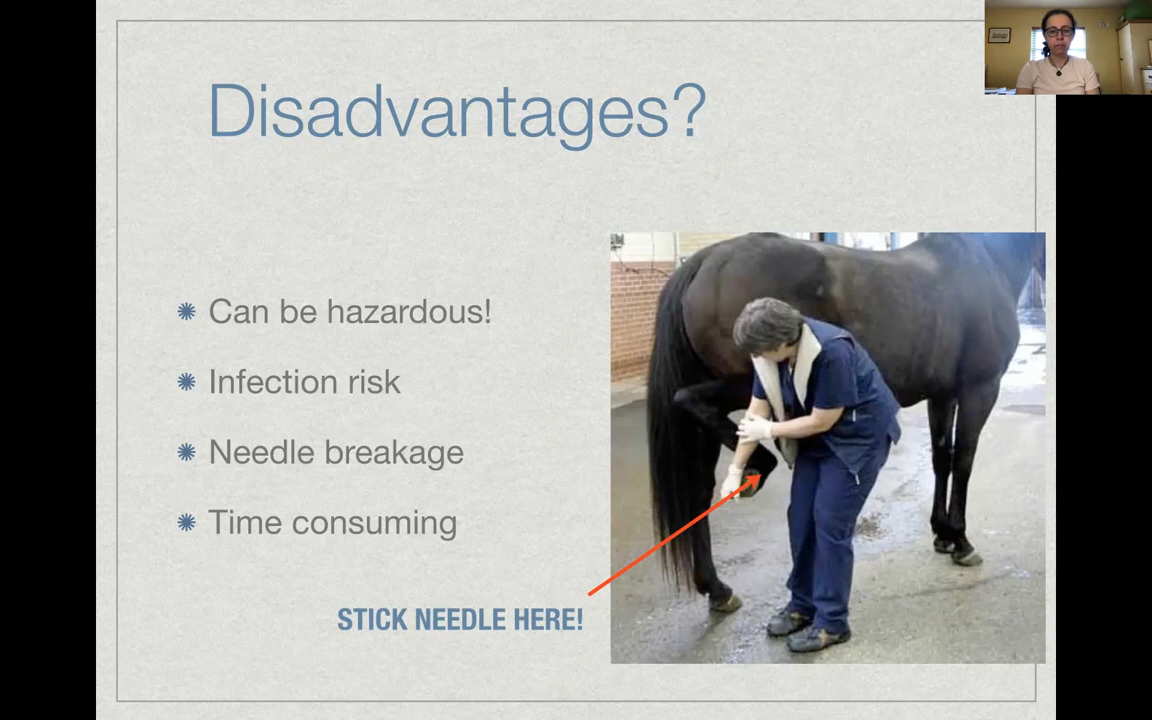 Disadvantages?
Can be hazardous!
Infection risk
Needle breakage
Time consuming
STICK NEEDLE HERE!